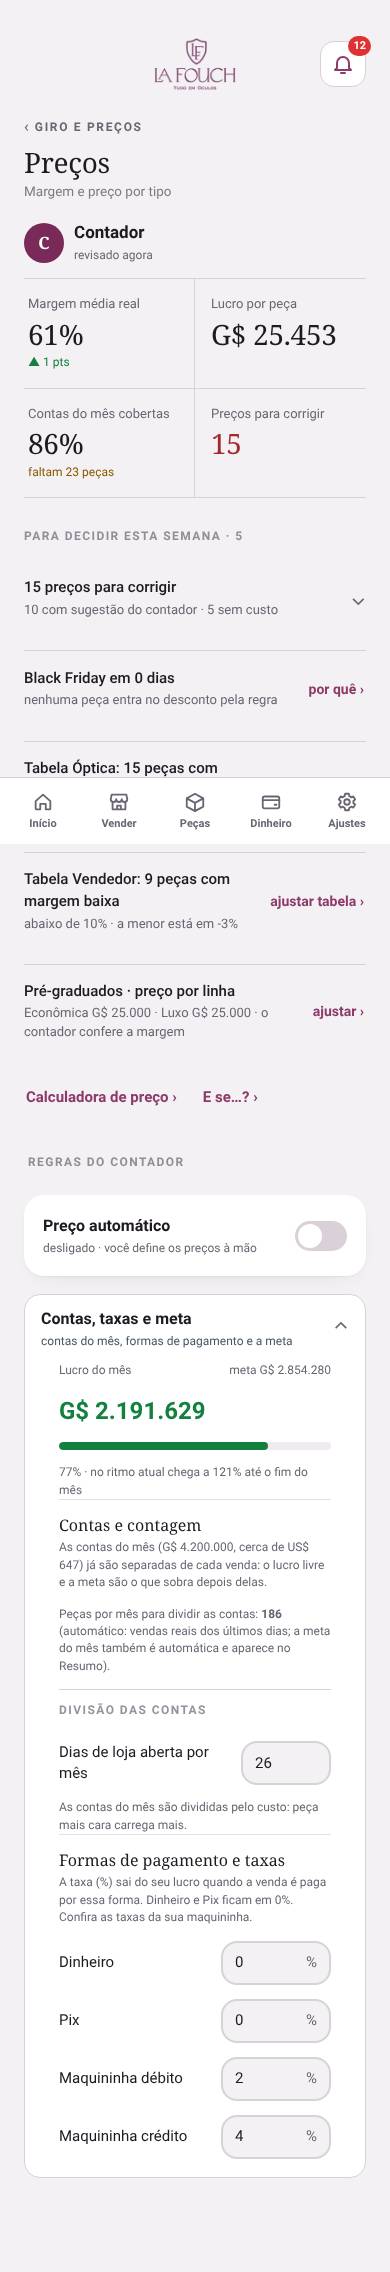 LA FOUCH
Tudo em Óculos
12
‹ GIRO E PREÇOS
Preços
Margem e preço por tipo
C
Contador
revisado agora
Margem média real
61%
▲ 1 pts
Lucro por peça
G$ 25.453
Contas do mês cobertas
86%
faltam 23 peças
Preços para corrigir
15
PARA DECIDIR ESTA SEMANA · 5
15 preços para corrigir
10 com sugestão do contador · 5 sem custo
Black Friday em 0 dias
nenhuma peça entra no desconto pela regra
por quê ›
Tabela Óptica: 15 peças com
Início
Vender
Peças
Dinheiro
Ajustes
Tabela Vendedor: 9 peças com
margem baixa
abaixo de 10% · a menor está em -3%
ajustar tabela ›
Pré-graduados · preço por linha
Econômica G$ 25.000 · Luxo G$ 25.000 · o
contador confere a margem
ajustar ›
Calculadora de preço ›
E se…? ›
REGRAS DO CONTADOR
Preço automático
desligado · você define os preços à mão
Contas, taxas e meta
contas do mês, formas de pagamento e a meta
Lucro do mês
meta G$ 2.854.280
G$ 2.191.629
77% · no ritmo atual chega a 121% até o fim do
mês
Contas e contagem
As contas do mês (G$ 4.200.000, cerca de US$
647) já são separadas de cada venda: o lucro livre
e a meta são o que sobra depois delas.
Peças por mês para dividir as contas: 186
(automático: vendas reais dos últimos dias; a meta
do mês também é automática e aparece no
Resumo).
DIVISÃO DAS CONTAS
Dias de loja aberta por
mês
26
As contas do mês são divididas pelo custo: peça
mais cara carrega mais.
Formas de pagamento e taxas
A taxa (%) sai do seu lucro quando a venda é paga
por essa forma. Dinheiro e Pix ficam em 0%.
Confira as taxas da sua maquininha.
Dinheiro
0 %
Pix
0 %
Maquininha débito
2 %
Maquininha crédito
4 %